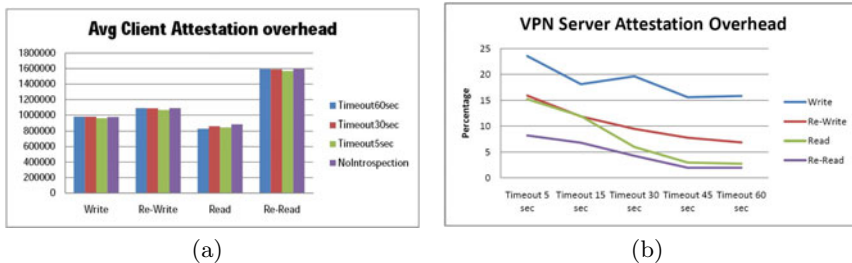 Avg Client Attestation overhead
1800000
1600000
1400000
1200000
1000000
800000
600000
400000
200000
0
Write
Re-Write
Read
Re-Read
Timeout60sec
Timeout30sec
Timeout5sec
NoIntrospection
(a)
VPN Server Attestation Overhead
Percentage
25
20
15
10
5
0
Timeout 5 sec
Timeout 15 sec
Timeout 30 sec
Timeout 45 sec
Timeout 60 sec
Write
Re-Write
Read
Re-Read
(b)